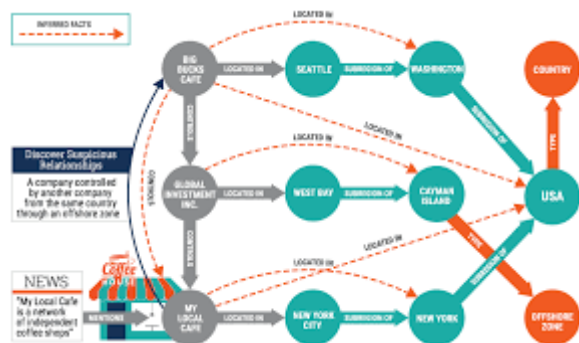 INFERRED FACTS
LOCATED IN
BIG
BUCKS
CAFE
LOCATED IN
SEATTLE
SUBREGION OF
WASHINGTON
COUNTRY
LOCATED IN
SUBREGION OF
TYPE
CONTROLS
CONTROLS
Discover Suspicious
Relationships
A company controlled
by another company
from the same country
through an offshore zone
LOCATED IN
GLOBAL
INVESTMENT
INC.
LOCATED IN
WEST BAY
SUBREGION OF
CAYMAN
ISLAND
USA
CONTROLS
LOCATED IN
TYPE
SUBREGION OF
NEWS
"My Local Cafe
is a network
of independent
coffee shops"
Coffee
HOUSE
MENTIONS
LOCATED IN
MY
LOCAL
CAFE
LOCATED IN
NEW YORK
CITY
SUBREGION OF
NEW YORK
OFFSHORE
ZONE